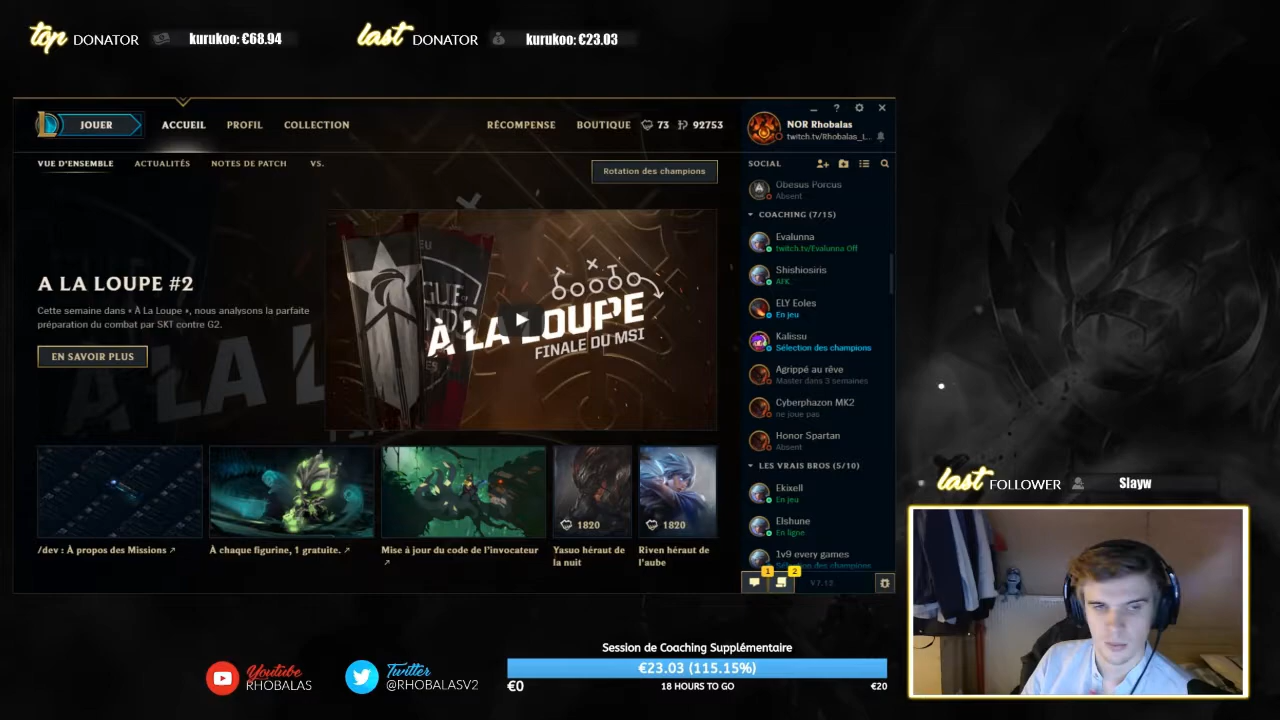 top DONATOR kurukoo: €68.94
last DONATOR kurukoo: €23.03
JOUER
ACCUEIL PROFIL COLLECTION
RÉCOMPENSE BOUTIQUE 73 92753
NOR Rhobalas
twitch.tv/Rhobalas_L...
VUE D'ENSEMBLE ACTUALITÉS NOTES DE PATCH VS.
Rotation des champions
A LA LOUPE #2
Cette semaine dans « À La Loupe », nous analysons la parfaite
préparation du combat par SKT contre G2.
EN SAVOIR PLUS
À LA LOUPE
FINALE DU MSI
1820
1820
/dev : À propos des Missions
À chaque figurine, 1 gratuite.
Mise à jour du code de l'invocateur
Yasuo héraut de
la nuit
Riven héraut de
l'aube
SOCIAL
Obesus Porcus
Absent
COACHING (7/15)
Evalunna
twitch.tv/Evalunna Off
Shishiosiris
AFK
ELY Eoles
En jeu
Kalissu
Sélection des champions
Agrippé au rêve
Master dans 3 semaines
Cyberphazon MK2
ne joue pas
Honor Spartan
Absent
LES VRAIS BROS (5/10)
Ekixell
En jeu
Elshune
En ligne
1v9 every games
Sélection des champions
1 2
V7.12
last FOLLOWER Slayw
Youtube
RHOBALAS
Twitter
@RHOBALASV2
Session de Coaching Supplémentaire
€23.03 (115.15%)
€0 18 HOURS TO GO €20